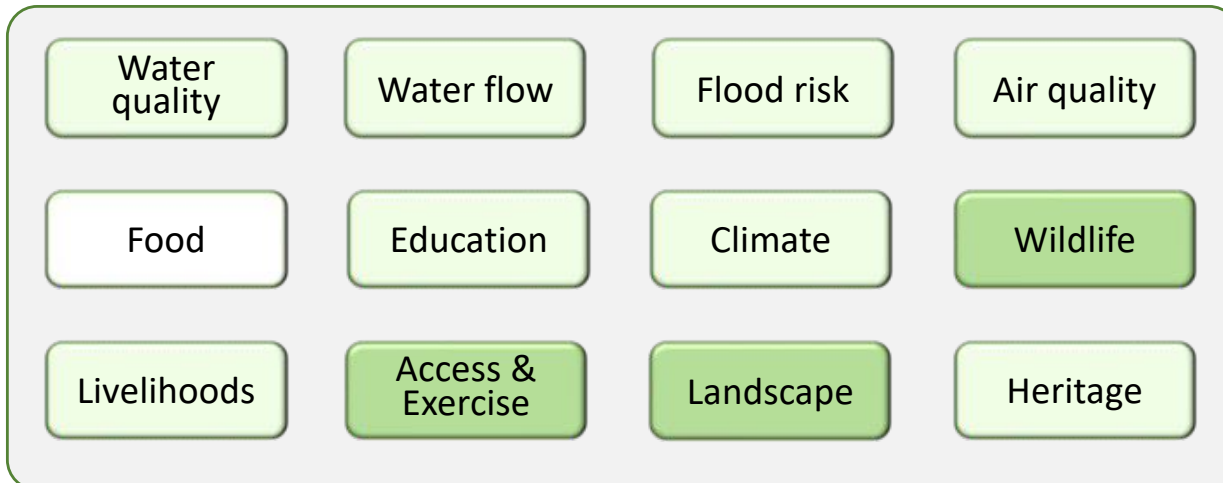 Water
quality
Water flow
Flood risk
Air quality
Food
Education
Climate
Wildlife
Livelihoods
Access &
Exercise
Landscape
Heritage